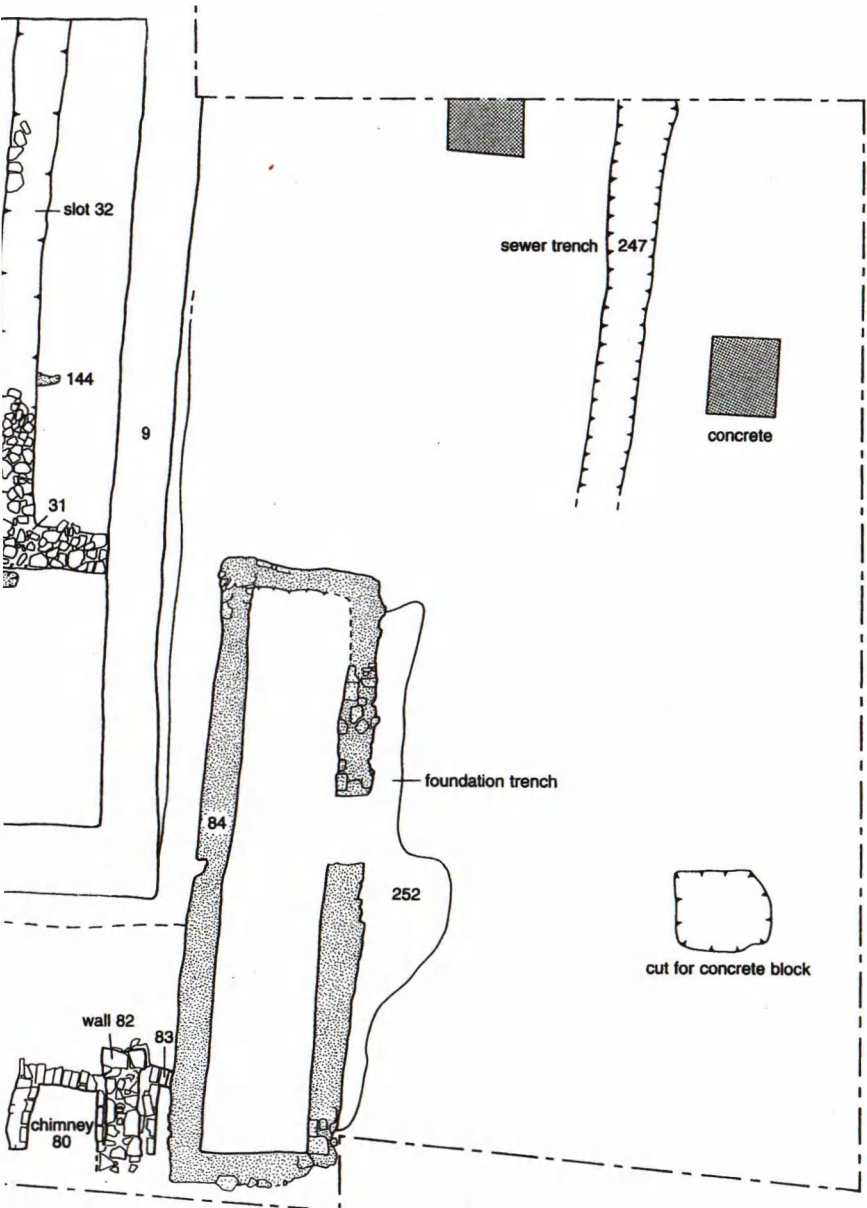 slot 32
sewer trench 247
144
concrete
9
31
foundation trench
84
252
cut for concrete block
wall 82
83
chimney
80